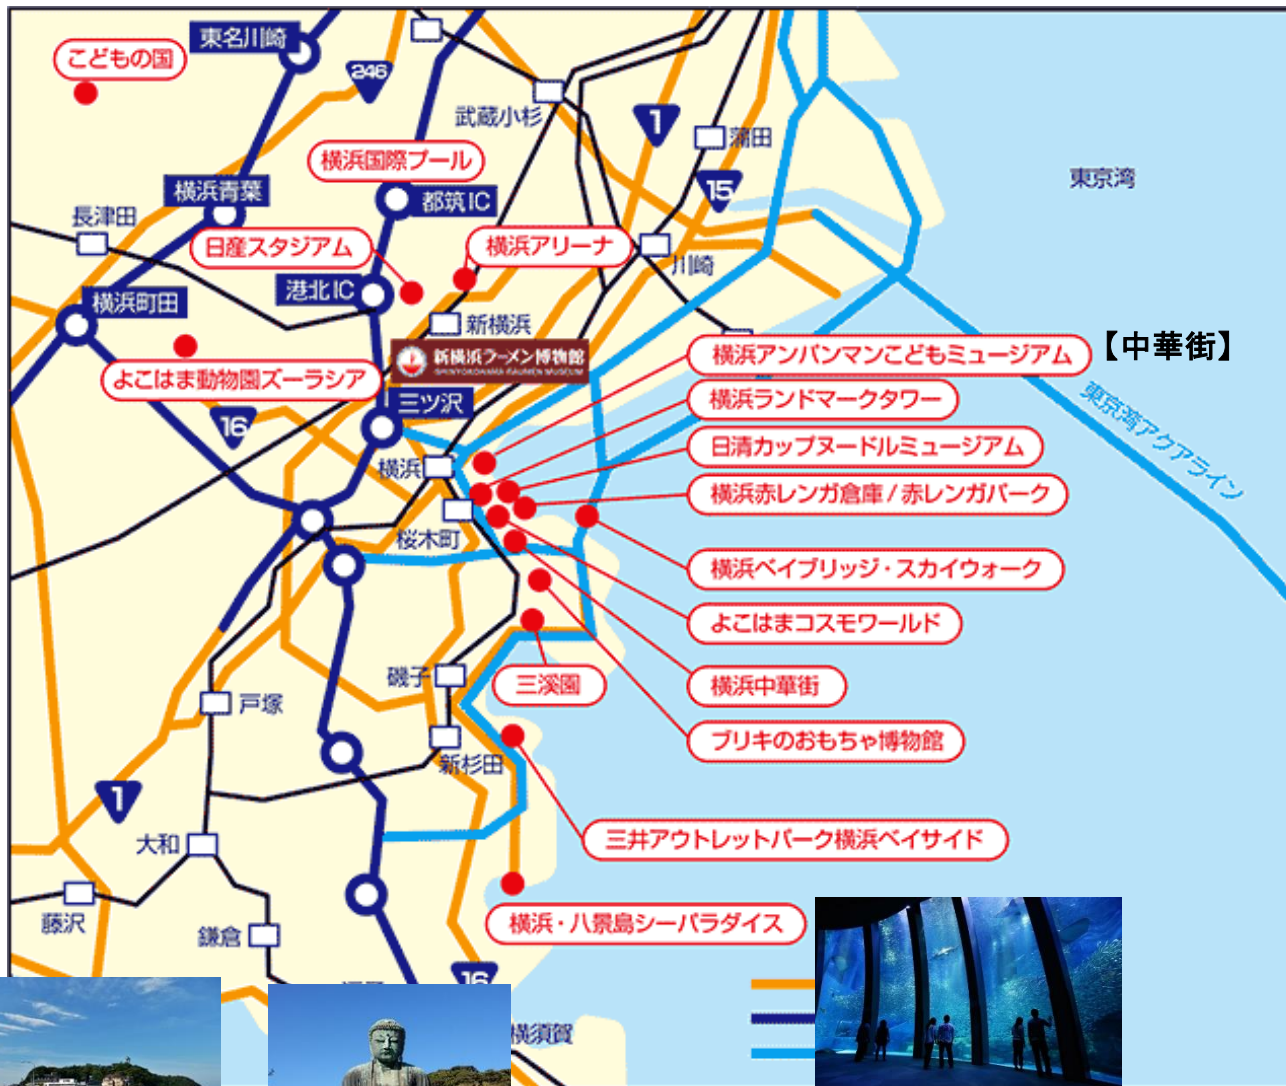 東名川崎
こどもの国
246
武蔵小杉
1
蒲田
横浜国際プール
東京湾
横浜青葉
都筑IC
15
長津田
日産スタジアム
横浜アリーナ
川崎
港北IC
横浜町田
新横浜
横浜アンパンマンこどもミュージアム
【中華街】
新横浜ラーメン博物館
SHINYOKOHAMA RAUMEN MUSEUM
よこはま動物園ズーラシア
横浜ランドマークタワー
東京湾アクアライン
三ツ沢
16
日清カップヌードルミュージアム
横浜
横浜赤レンガ倉庫/赤レンガパーク
桜木町
横浜ベイブリッジ・スカイウォーク
よこはまコスモワールド
磯子
三溪園
横浜中華街
戸塚
ブリキのおもちゃ博物館
新杉田
1
三井アウトレットパーク横浜ベイサイド
大和
藤沢
横浜・八景島シーパラダイス
鎌倉
16
横須賀